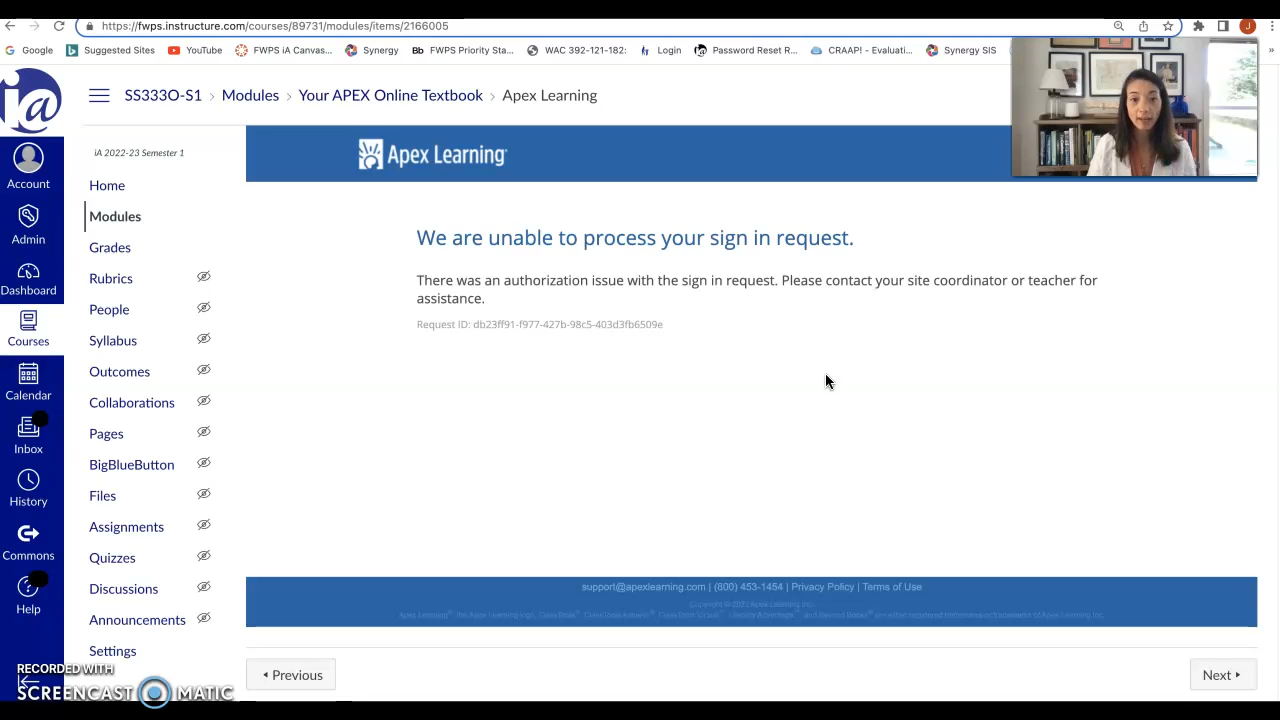 https://fwps.instructure.com/courses/89731/modules/items/2166005
J
Google Suggested Sites YouTube FWPS iA Canvas... Synergy Bb FWPS Priority Sta... WAC 392-121-182: Login Password Reset R... CRAAP! - Evaluati... Synergy SIS »
ia
SS333O-S1 > Modules > Your APEX Online Textbook > Apex Learning
iA 2022-23 Semester 1
Apex Learning
Account
Admin
Dashboard
Courses
Calendar
Inbox
History
Commons
Help
Home
Modules
Grades
Rubrics
People
Syllabus
Outcomes
Collaborations
Pages
BigBlueButton
Files
Assignments
Quizzes
Discussions
Announcements
Settings
We are unable to process your sign in request.
There was an authorization issue with the sign in request. Please contact your site coordinator or teacher for
assistance.
Request ID: db23ff91-f977-427b-98c5-403d3fb6509e
support@apexlearning.com | (800) 453-1454 | Privacy Policy | Terms of Use
Previous
Next
RECORDED WITH
SCREENCAST MATIC